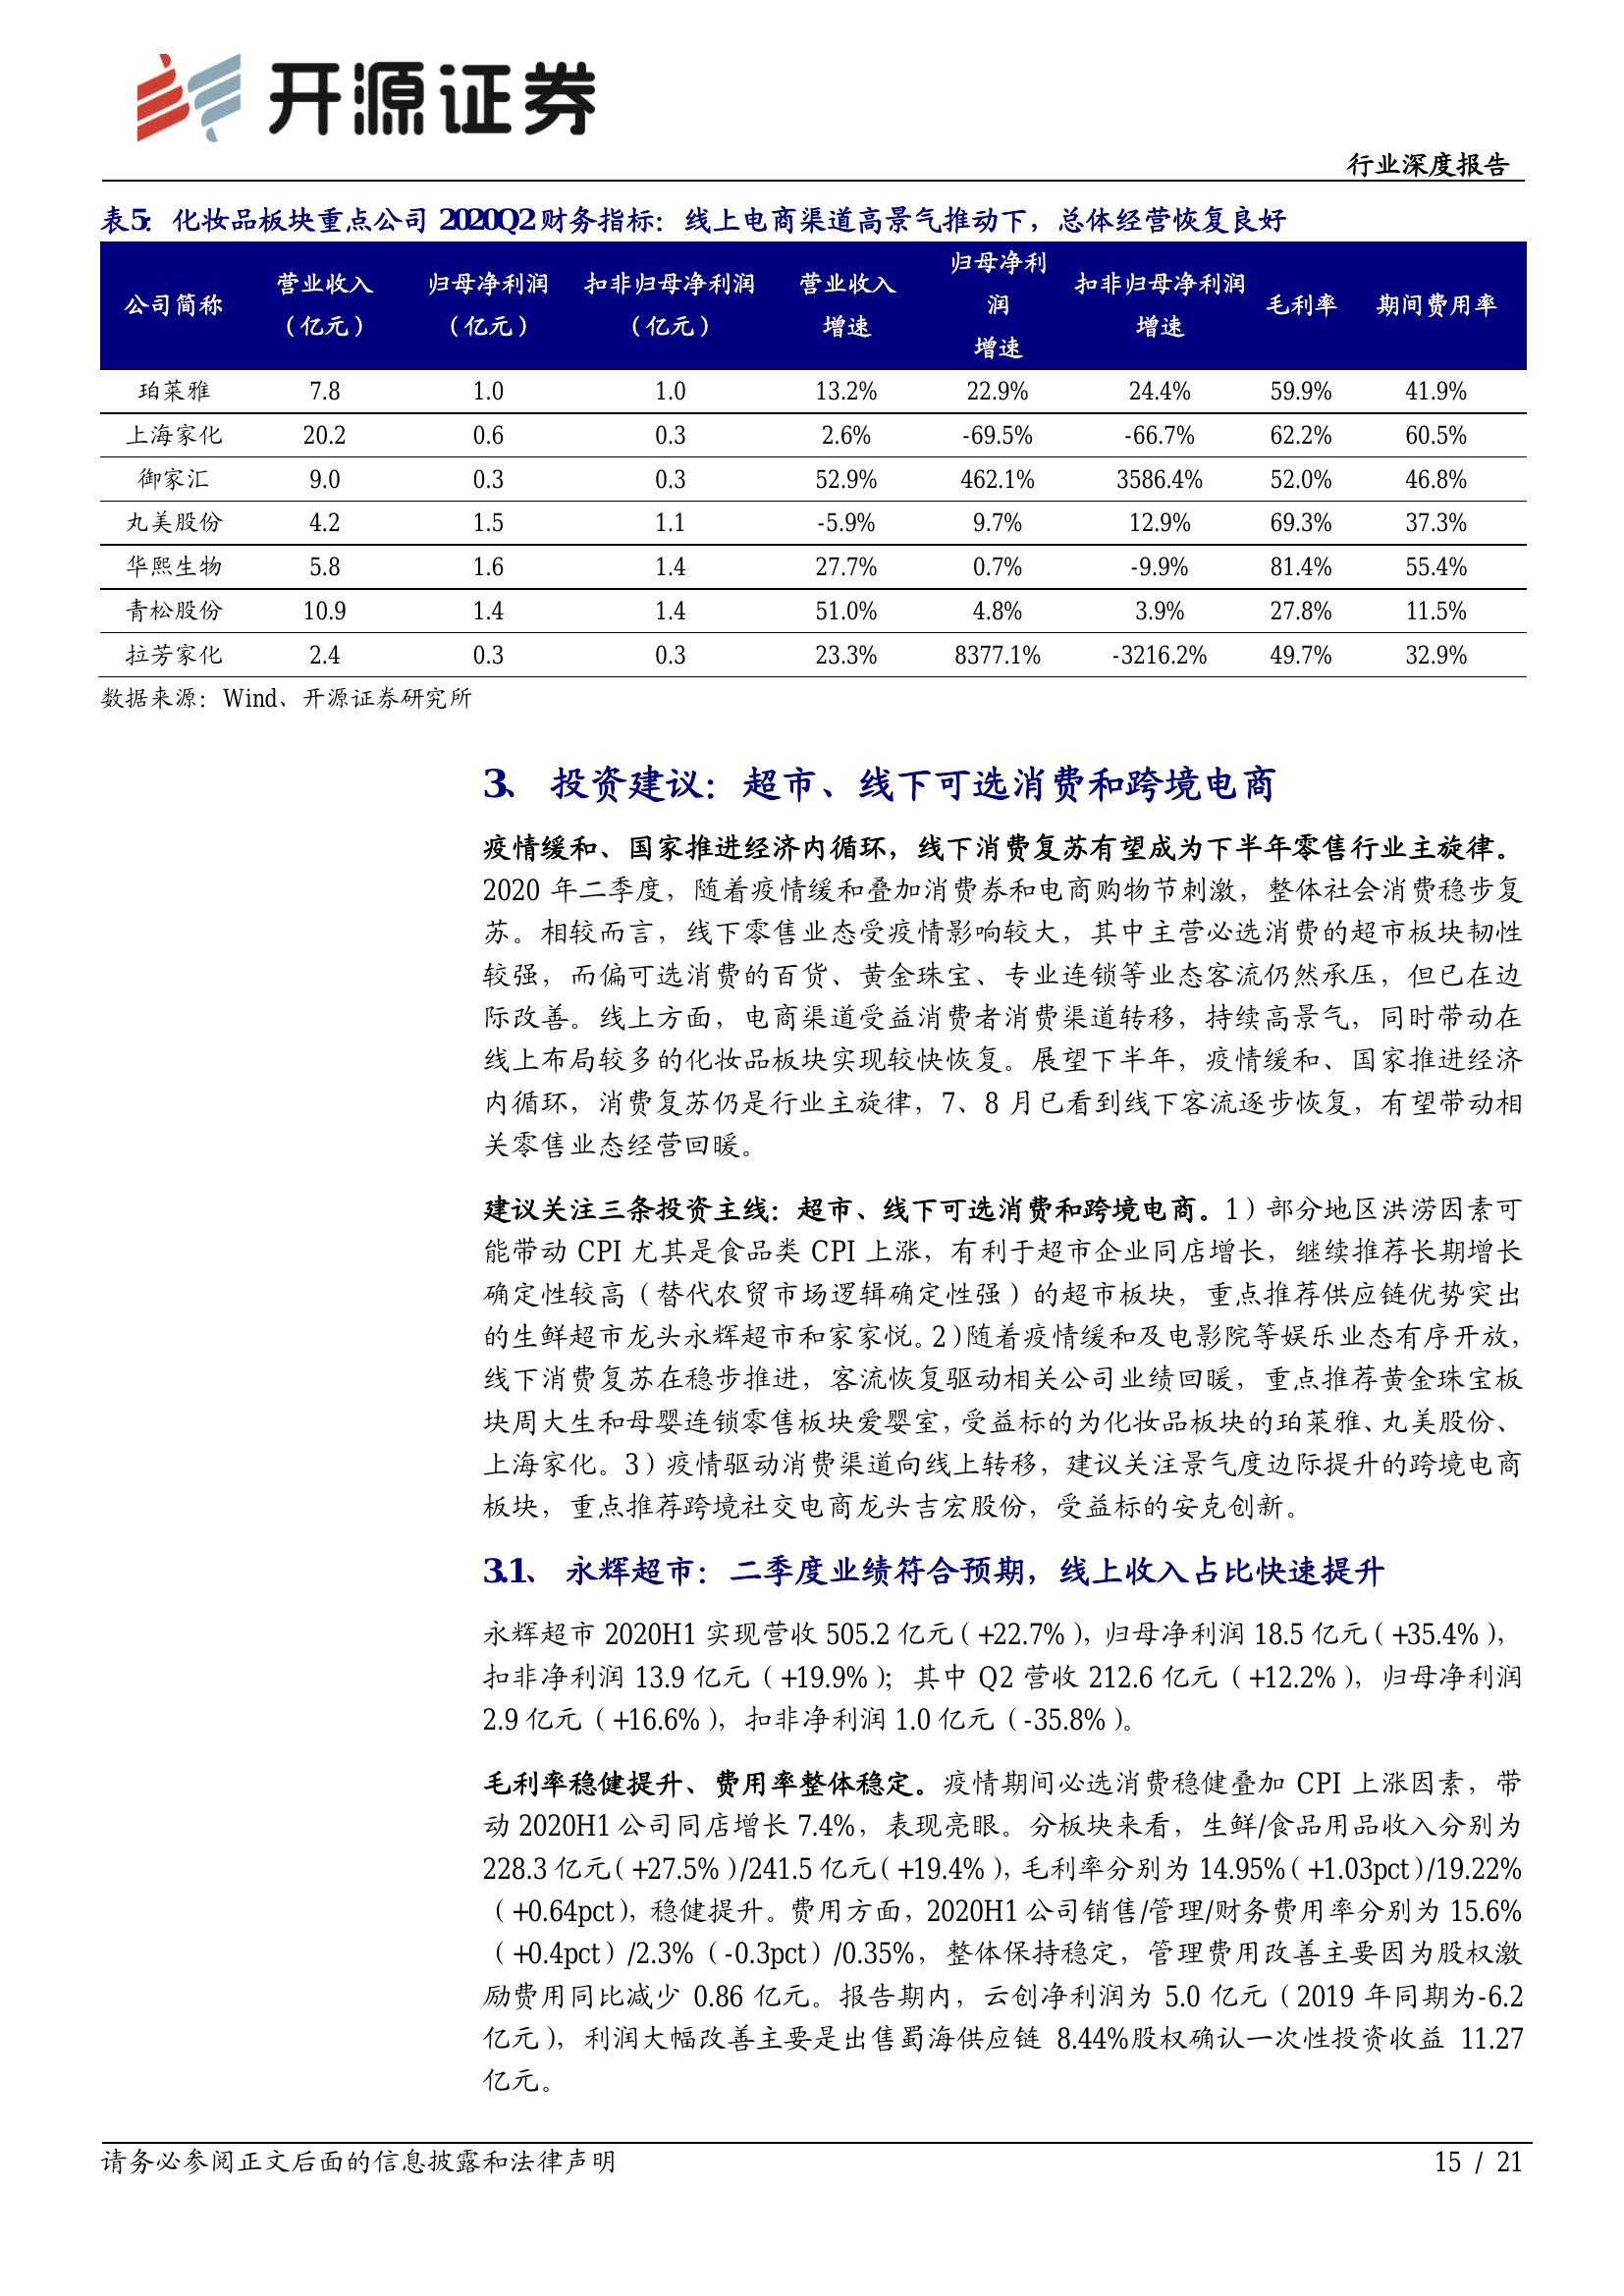 开源证券
行业深度报告
表5：化妆品板块重点公司 2020Q2 财务指标：线上电商渠道高景气推动下，总体经营恢复良好
公司简称 营业收入（亿元） 归母净利润（亿元） 扣非归母净利润（亿元） 营业收入增速 归母净利润增速 扣非归母净利润增速 毛利率 期间费用率
珀莱雅 7.8 1.0 1.0 13.2% 22.9% 24.4% 59.9% 41.9%
上海家化 20.2 0.6 0.3 2.6% -69.5% -66.7% 62.2% 60.5%
御家汇 9.0 0.3 0.3 52.9% 462.1% 3586.4% 52.0% 46.8%
丸美股份 4.2 1.5 1.1 -5.9% 9.7% 12.9% 69.3% 37.3%
华熙生物 5.8 1.6 1.4 27.7% 0.7% -9.9% 81.4% 55.4%
青松股份 10.9 1.4 1.4 51.0% 4.8% 3.9% 27.8% 11.5%
拉芳家化 2.4 0.3 0.3 23.3% 8377.1% -3216.2% 49.7% 32.9%
数据来源：Wind、开源证券研究所
3、 投资建议：超市、线下可选消费和跨境电商
疫情缓和、国家推进经济内循环，线下消费复苏有望成为下半年零售行业主旋律。
2020 年二季度，随着疫情缓和叠加消费券和电商购物节刺激，整体社会消费稳步复
苏。相较而言，线下零售业态受疫情影响较大，其中主营必选消费的超市板块韧性
较强，而偏可选消费的百货、黄金珠宝、专业连锁等业态客流仍然承压，但已在边
际改善。线上方面，电商渠道受益消费者消费渠道转移，持续高景气，同时带动在
线上布局较多的化妆品板块实现较快恢复。展望下半年，疫情缓和、国家推进经济
内循环，消费复苏仍是行业主旋律，7、8 月已看到线下客流逐步恢复，有望带动相
关零售业态经营回暖。
建议关注三条投资主线：超市、线下可选消费和跨境电商。1）部分地区洪涝因素可
能带动 CPI 尤其是食品类 CPI 上涨，有利于超市企业同店增长，继续推荐长期增长
确定性较高（替代农贸市场逻辑确定性强）的超市板块，重点推荐供应链优势突出
的生鲜超市龙头永辉超市和家家悦。2）随着疫情缓和及电影院等娱乐业态有序开放，
线下消费复苏在稳步推进，客流恢复驱动相关公司业绩回暖，重点推荐黄金珠宝板
块周大生和母婴连锁零售板块爱婴室，受益标的为化妆品板块的珀莱雅、丸美股份、
上海家化。3）疫情驱动消费渠道向线上转移，建议关注景气度边际提升的跨境电商
板块，重点推荐跨境社交电商龙头吉宏股份，受益标的安克创新。
3.1、 永辉超市：二季度业绩符合预期，线上收入占比快速提升
永辉超市 2020H1 实现营收 505.2 亿元（+22.7%），归母净利润 18.5 亿元（+35.4%），
扣非净利润 13.9 亿元（+19.9%）；其中 Q2 营收 212.6 亿元（+12.2%），归母净利润
2.9 亿元（+16.6%），扣非净利润 1.0 亿元（-35.8%）。
毛利率稳健提升、费用率整体稳定。疫情期间必选消费稳健叠加 CPI 上涨因素，带
动 2020H1 公司同店增长 7.4%，表现亮眼。分板块来看，生鲜/食品用品收入分别为
228.3 亿元（+27.5%）/241.5 亿元（+19.4%），毛利率分别为 14.95%（+1.03pct）/19.22%
（+0.64pct），稳健提升。费用方面，2020H1 公司销售/管理/财务费用率分别为 15.6%
（+0.4pct）/2.3%（-0.3pct）/0.35%，整体保持稳定，管理费用改善主要因为股权激
励费用同比减少 0.86 亿元。报告期内，云创净利润为 5.0 亿元（2019 年同期为-6.2
亿元），利润大幅改善主要是出售蜀海供应链 8.44%股权确认一次性投资收益 11.27
亿元。
请务必参阅正文后面的信息披露和法律声明
15 / 21